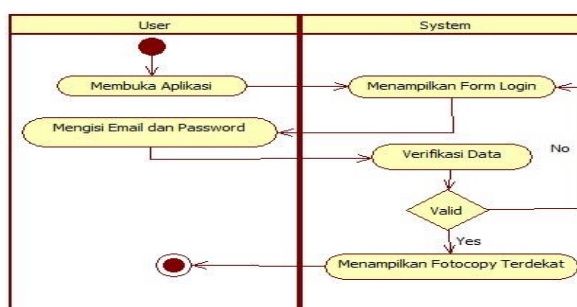 User
System
Membuka Aplikasi
Menampilkan Form Login
Mengisi Email dan Password
Verifikasi Data
No
Valid
Yes
Menampilkan Fotocopy Terdekat